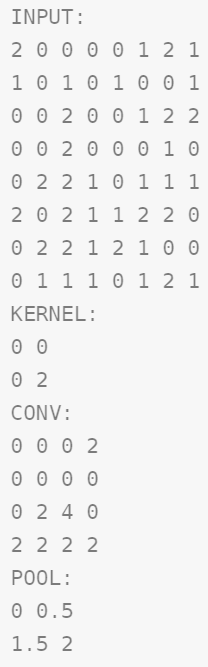 INPUT:
2 0 0 0 0 1 2 1
1 0 1 0 1 0 0 1
0 0 2 0 0 1 2 2
0 0 2 0 0 0 1 0
0 2 2 1 0 1 1 1
2 0 2 1 1 2 2 0
0 2 2 1 2 1 0 0
0 1 1 1 0 1 2 1
KERNEL:
0 0
0 2
CONV:
0 0 0 2
0 0 0 0
0 2 4 0
2 2 2 2
POOL:
0 0.5
1.5 2